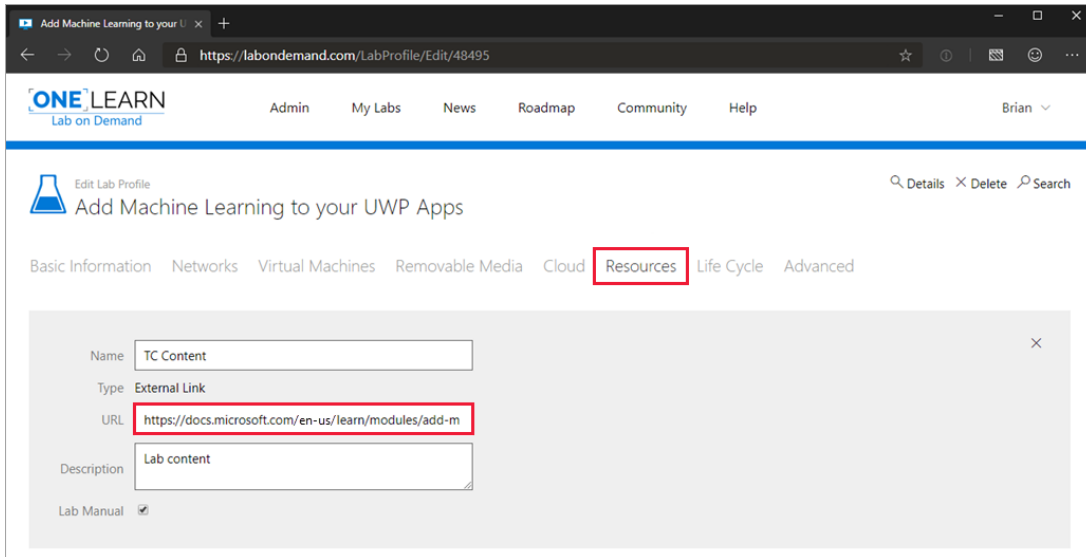 Add Machine Learning to your U
https://labondemand.com/LabProfile/Edit/48495
ONE LEARN
Lab on Demand
Admin My Labs News Roadmap Community Help Brian
Edit Lab Profile
Add Machine Learning to your UWP Apps
Details Delete Search
Basic Information Networks Virtual Machines Removable Media Cloud Resources Life Cycle Advanced
Name TC Content
Type External Link
URL https://docs.microsoft.com/en-us/learn/modules/add-m
Description Lab content
Lab Manual